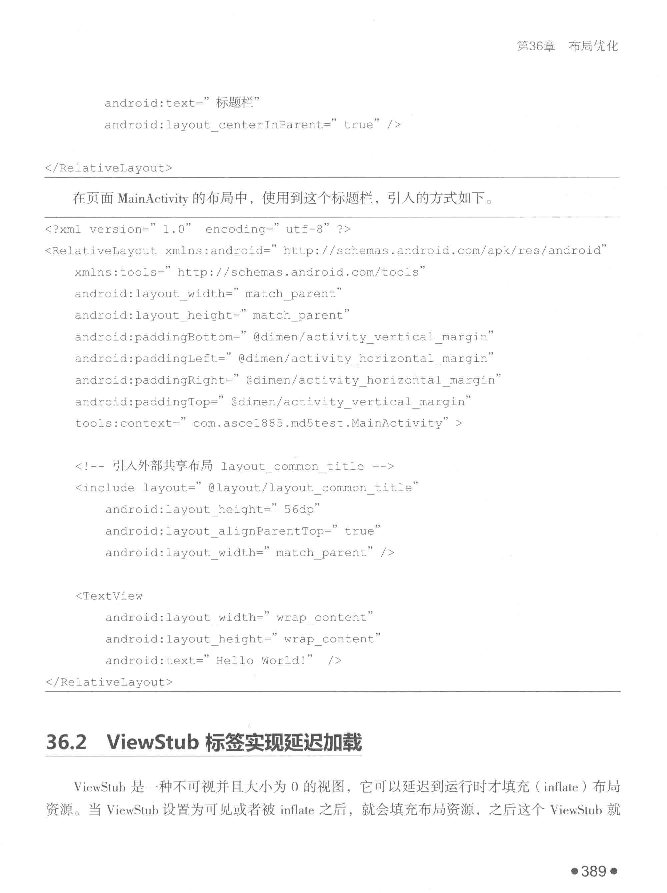 第36章 布局优化
android:text=”标题栏”
android:layout_centerInParent=”true” />
</RelativeLayout>
在页面 MainActivity 的布局中，使用到这个标题栏，引入的方式如下。
<?xml version=”1.0” encoding=”utf-8”?>
<RelativeLayout xmlns:android=”http://schemas.android.com/apk/res/android”
xmlns:tools=”http://schemas.android.com/tools”
android:layout_width=”match_parent”
android:layout_height=”match_parent”
android:paddingBottom=”@dimen/activity_vertical_margin”
android:paddingLeft=”@dimen/activity_horizontal_margin”
android:paddingRight=”@dimen/activity_horizontal_margin”
android:paddingTop=”@dimen/activity_vertical_margin”
tools:context=”com.asce1885.md5test.MainActivity”>
<!-- 引入外部共享布局 layout_common_title -->
<include layout=”@layout/layout_common_title”
android:layout_height=”56dp”
android:layout_alignParentTop=”true”
android:layout_width=”match_parent” />
<TextView
android:layout_width=”wrap_content”
android:layout_height=”wrap_content”
android:text=”Hello World!” />
</RelativeLayout>
36.2 ViewStub 标签实现延迟加载
ViewStub 是一种不可视并且大小为 0 的视图，它可以延迟到运行时才填充（inflate）布局
资源。当 ViewStub 设置为可见或者被 inflate 之后，就会填充布局资源，之后这个 ViewStub 就
●389●